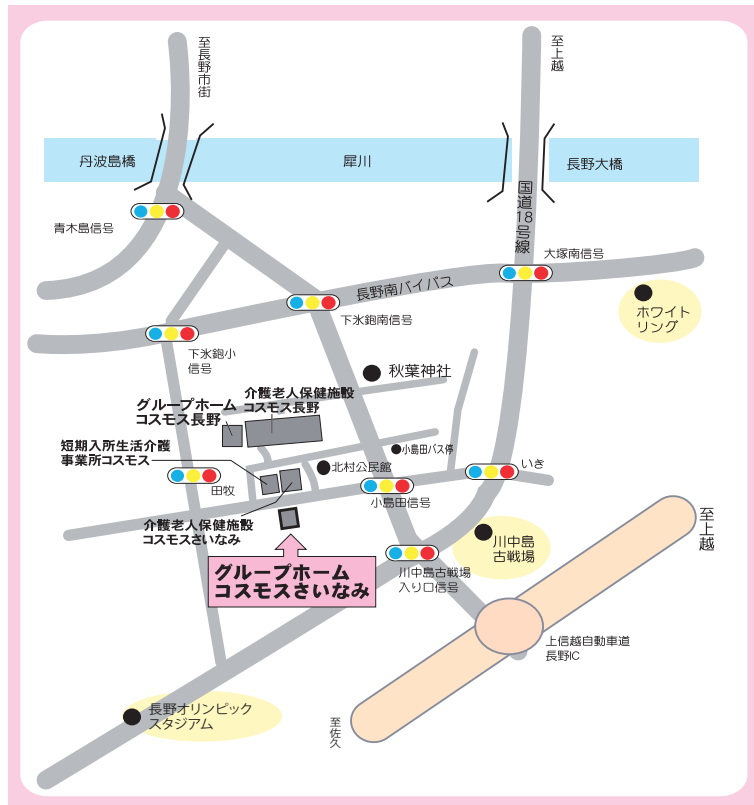 至長野市街
至上越
丹波島橋
犀川
長野大橋
国道18号線
青木島信号
大塚南信号
長野南バイパス
ホワイト
リング
下氷鉋南信号
下氷鉋小
信号
秋葉神社
介護老人保健施設
コスモス長野
グループホーム
コスモス長野
短期入所生活介護
事業所コスモス
小島田バス停
北村公民館
いき
田牧
小島田信号
介護老人保健施設
コスモスさいなみ
至上越
川中島
古戦場
グループホーム
コスモスさいなみ
川中島古戦場
入り口信号
上信越自動車道
長野IC
長野オリンピック
スタジアム
至佐久